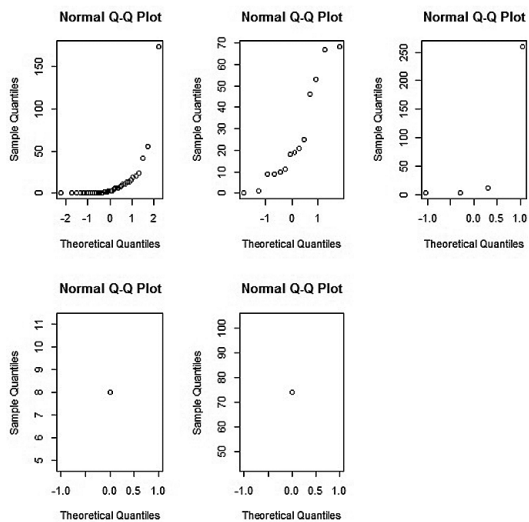 Normal Q-Q Plot
Sample Quantiles
0 50 100 150
-2 -1 0 1 2
Theoretical Quantiles
Normal Q-Q Plot
Sample Quantiles
0 10 20 30 40 50 60 70
-2 -1 0 1
Theoretical Quantiles
Normal Q-Q Plot
Sample Quantiles
0 50 100 150 200 250
-1.0 0.0 0.5 1.0
Theoretical Quantiles
Normal Q-Q Plot
Sample Quantiles
5 6 7 8 9 10 11
-1.0 0.0 0.5 1.0
Theoretical Quantiles
Normal Q-Q Plot
Sample Quantiles
50 60 70 80 90 100
-1.0 0.0 0.5 1.0
Theoretical Quantiles